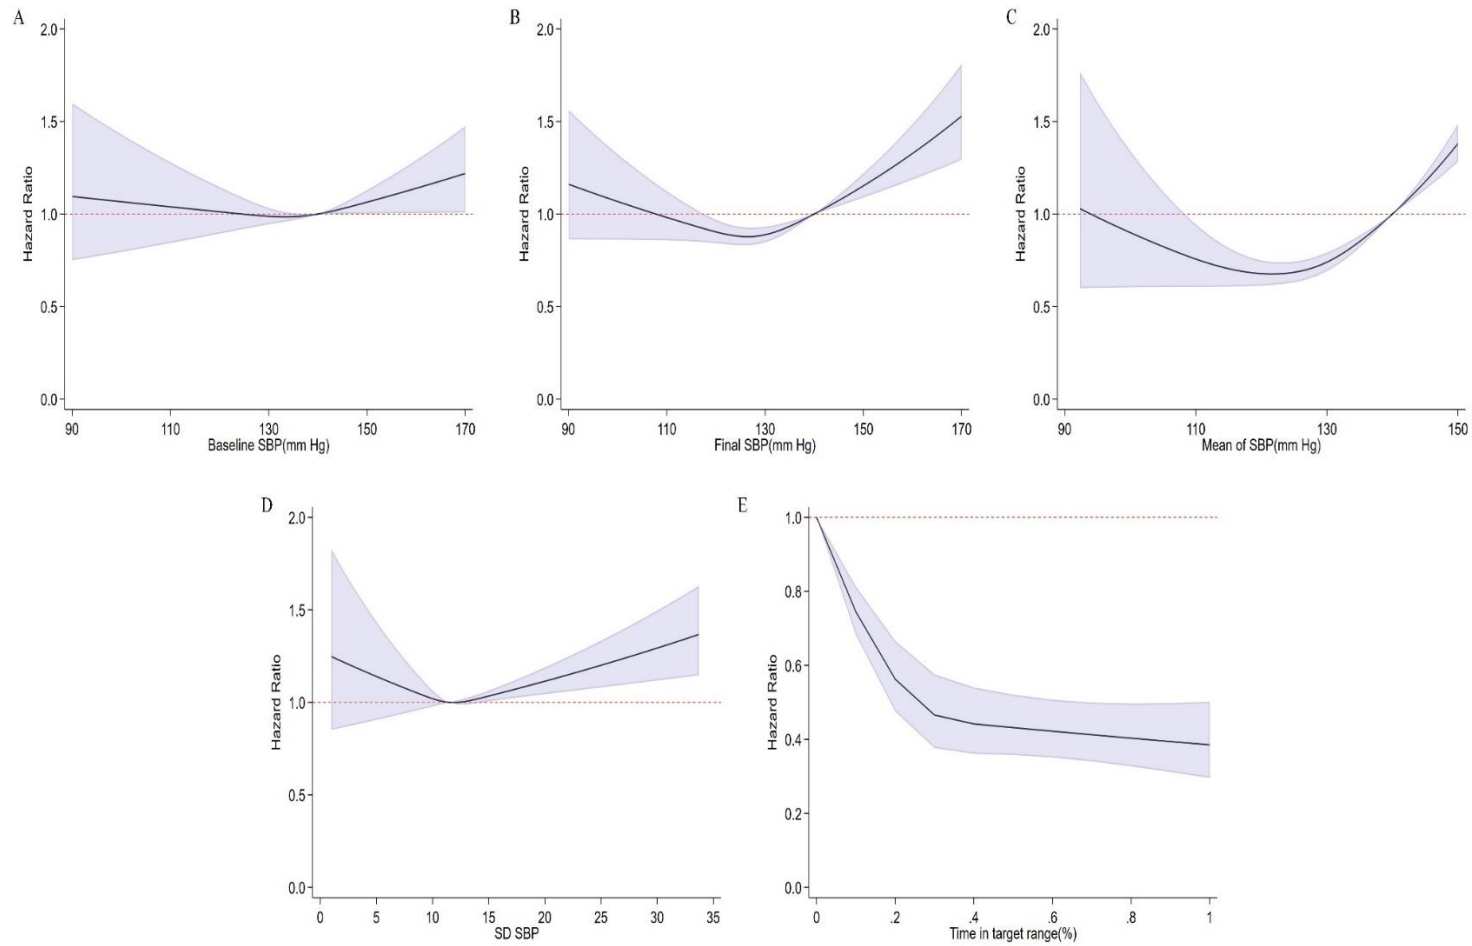 A
2.0
1.5
1.0
0.5
0.0
Hazard Ratio
90 110 130 150 170
Baseline SBP(mm Hg)
B
2.0
1.5
1.0
0.5
0.0
Hazard Ratio
90 110 130 150 170
Final SBP(mm Hg)
C
2.0
1.5
1.0
0.5
0.0
Hazard Ratio
90 110 130 150
Mean of SBP(mm Hg)
D
2.0
1.5
1.0
0.5
0.0
Hazard Ratio
0 5 10 15 20 25 30 35
SD SBP
E
1.0
0.8
0.6
0.4
0.2
0.0
Hazard Ratio
0 .2 .4 .6 .8 1
Time in target range(%)